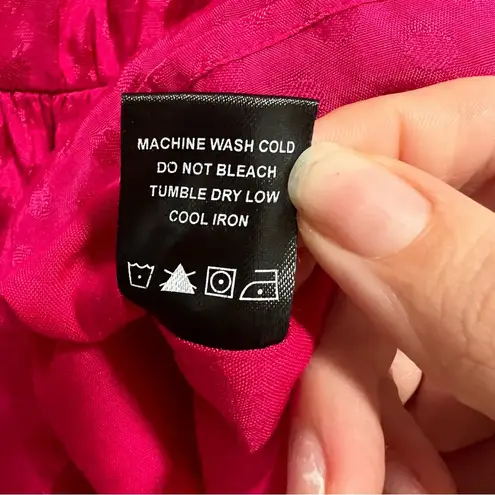 MACHINE WASH COLD
DO NOT BLEACH
TUMBLE DRY LOW
COOL IRON